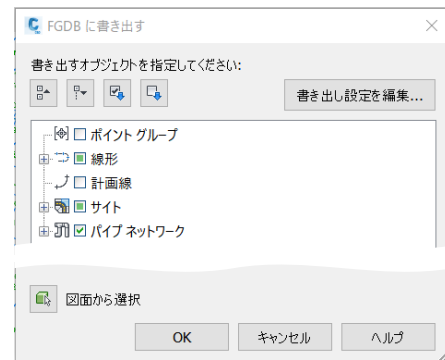 FGDB に書き出す
書き出すオブジェクトを指定してください:
書き出し設定を編集...
ポイント グループ
線形
計画線
サイト
パイプ ネットワーク
図面から選択
OK キャンセル ヘルプ